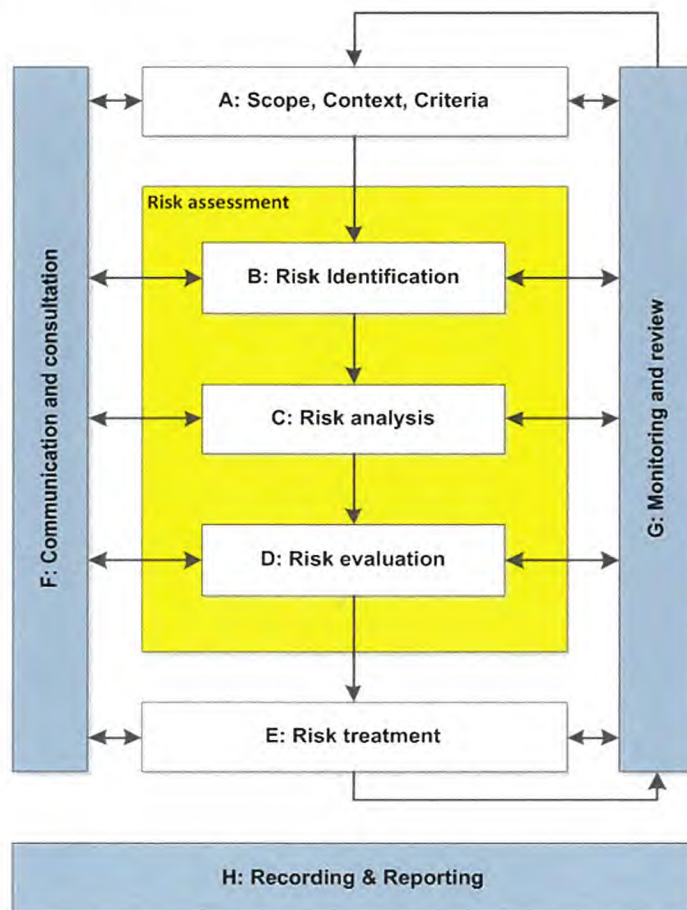 A: Scope, Context, Criteria
Risk assessment
B: Risk Identification
C: Risk analysis
D: Risk evaluation
E: Risk treatment
F: Communication and consultation
G: Monitoring and review
H: Recording & Reporting